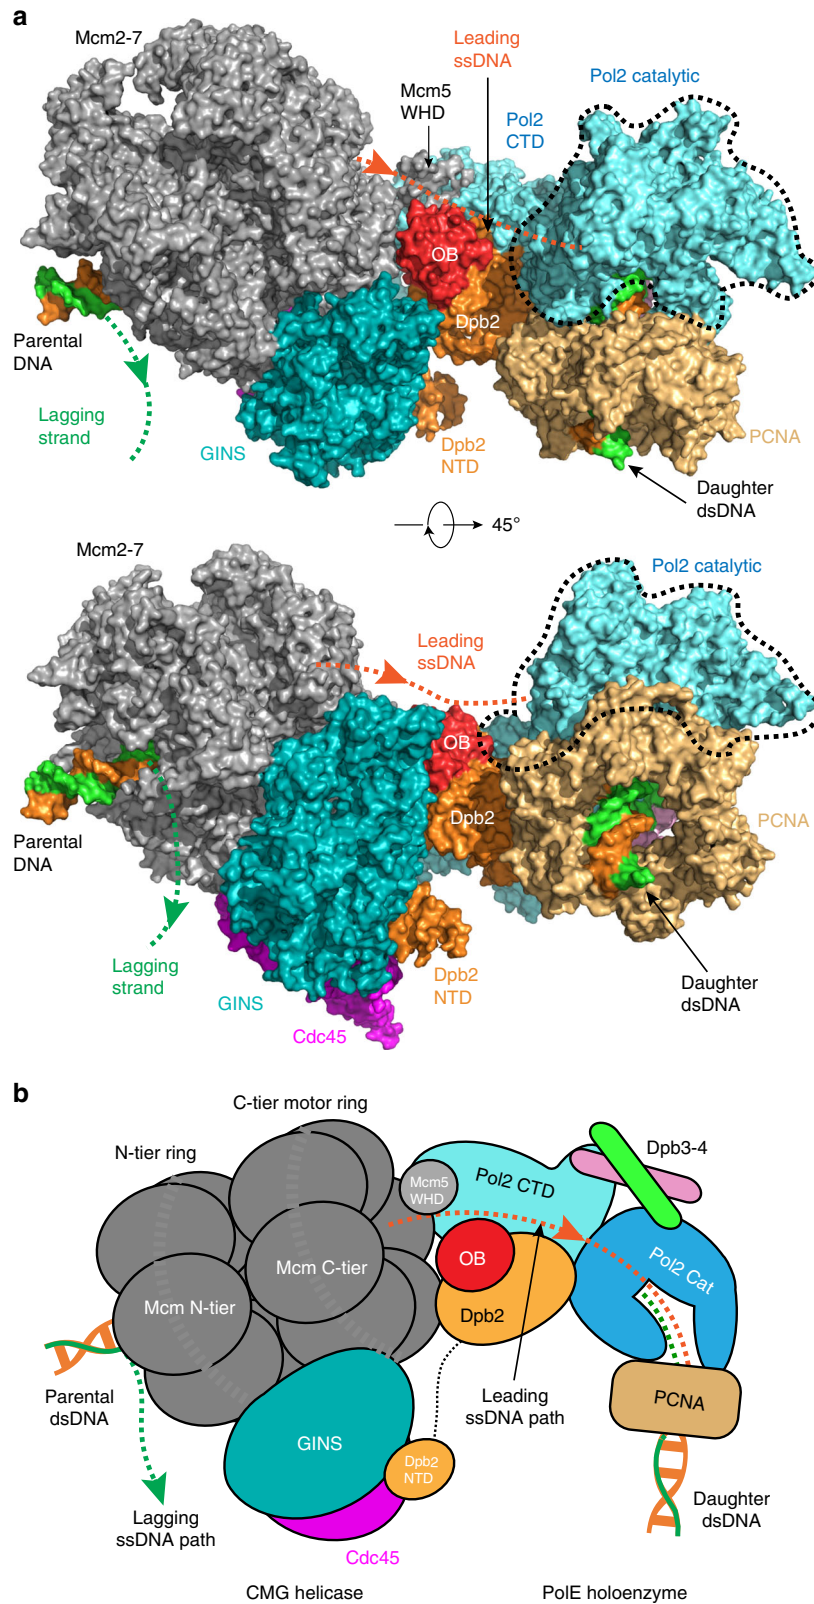 a
Mcm2-7
Leading
ssDNA
Mcm5
WHD
Pol2
CTD
Pol2 catalytic
OB
Dpb2
Parental
DNA
Lagging
strand
GINS
Dpb2
NTD
PCNA
Daughter
dsDNA
45°
Mcm2-7
Pol2 catalytic
Leading
ssDNA
OB
Dpb2
PCNA
Parental
DNA
Lagging
strand
GINS
Dpb2
NTD
Cdc45
Daughter
dsDNA
b
C-tier motor ring
N-tier ring
Dpb3-4
Mcm5
WHD
Pol2 CTD
OB
Mcm C-tier
Pol2 Cat
Mcm N-tier
Dpb2
Parental
dsDNA
Leading
ssDNA path
PCNA
GINS
Dpb2
NTD
Lagging
ssDNA path
Daughter
dsDNA
Cdc45
CMG helicase
PolE holoenzyme